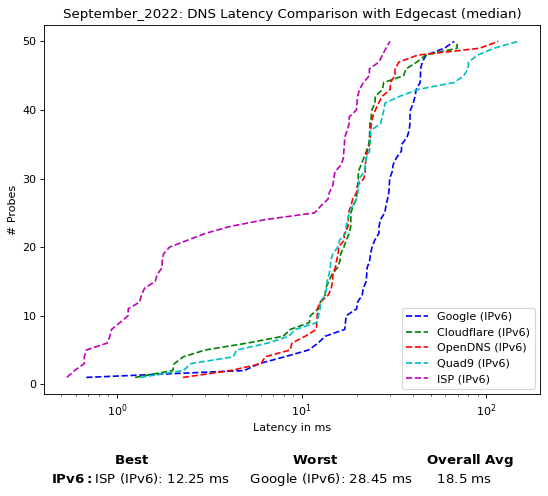 September_2022: DNS Latency Comparison with Edgecast (median)
# Probes
50
40
30
20
10
0
Google (IPv6)
Cloudflare (IPv6)
OpenDNS (IPv6)
Quad9 (IPv6)
ISP (IPv6)
10⁰ 10¹ 10²
Latency in ms
Best Worst Overall Avg
IPv6: ISP (IPv6): 12.25 ms Google (IPv6): 28.45 ms 18.5 ms